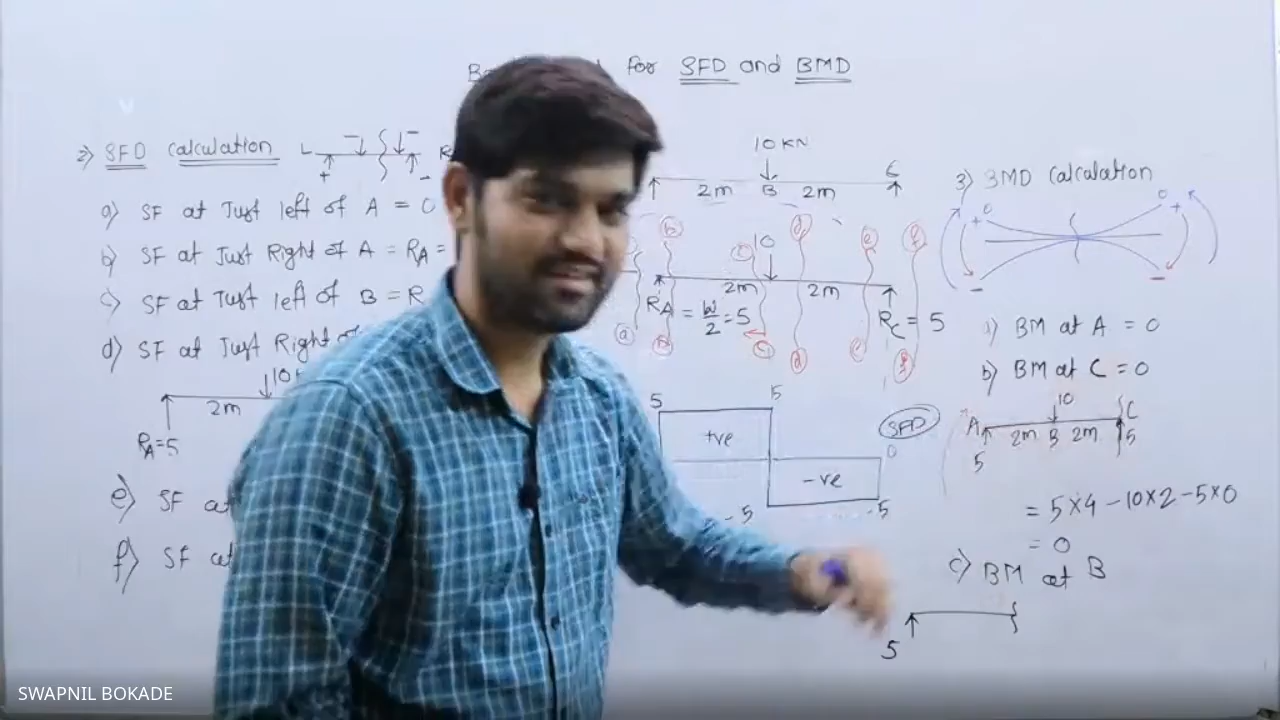 for SFD and BMD
2) SFD calculation L - - R
+ -
a) SF at Just left of A = 0
b) SF at Just Right of A = RA =
c) SF at Just left of B = R
d) SF at Just Right of
10
2m
RA=5
e) SF at
f) SF at
10 KN
2m B 2m C
b d e f
c 10
2m 2m
RA = W/2 = 5
RC = 5
a b c d e f
5 5
+ve
SFD
0
-ve
-5 -5
3) BMD calculation
+ +
- -
a) BM at A = 0
b) BM at C = 0
10
A 2m B 2m C
5 5
= 5×4 -10×2 -5×0
= 0
c) BM at B
5
SWAPNIL BOKADE